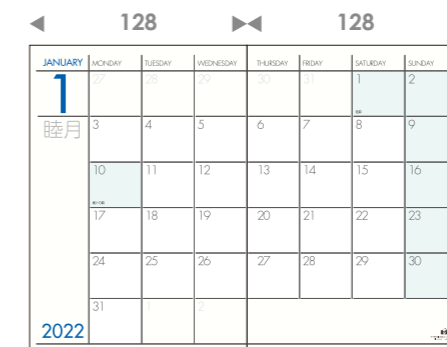 128 128
JANUARY MONDAY TUESDAY WEDNESDAY THURSDAY FRIDAY SATURDAY SUNDAY
1 27 28 29 30 31 1 2
睦月 3 4 5 6 7 8 9
10 11 12 13 14 15 16
17 18 19 20 21 22 23
24 25 26 27 28 29 30
31 1 2
2022